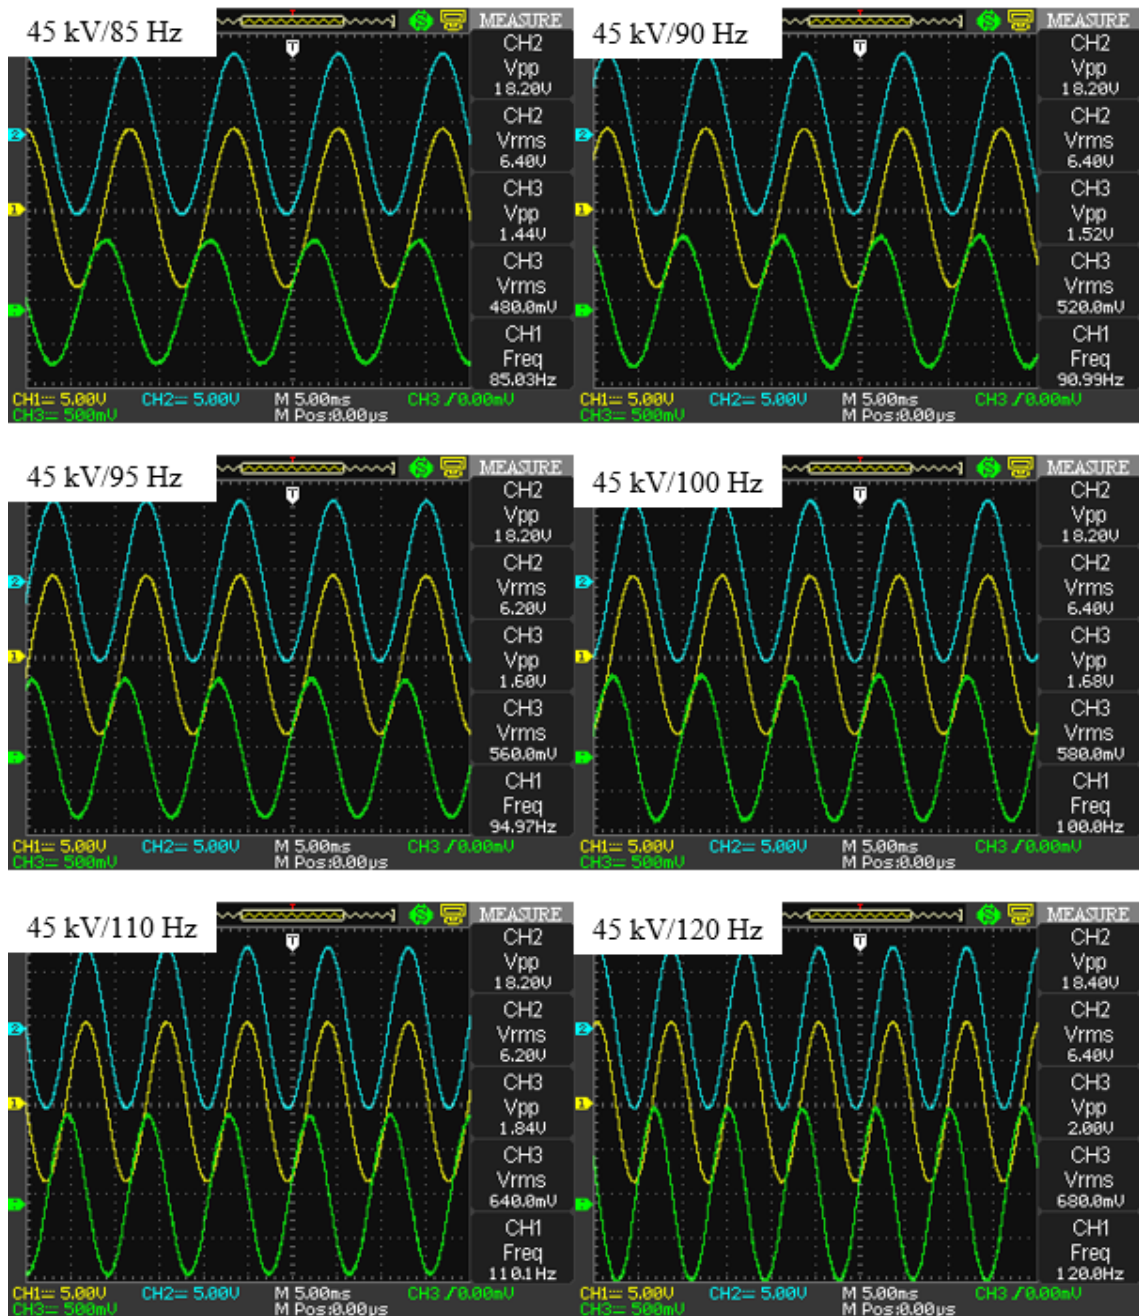 45 kV/85 Hz
MEASURE
CH2
Vpp
18.20V
CH2
Vrms
6.40V
CH3
Vpp
1.44V
CH3
Vrms
480.0mV
CH1
Freq
85.03Hz
2
1
T
CH1 5.00V CH2 5.00V M 5.00ms CH3 0.00mV
CH3 500mV M Pos:0.00µs
45 kV/90 Hz
MEASURE
CH2
Vpp
18.20V
CH2
Vrms
6.40V
CH3
Vpp
1.52V
CH3
Vrms
520.0mV
CH1
Freq
90.99Hz
2
1
T
CH1 5.00V CH2 5.00V M 5.00ms CH3 0.00mV
CH3 500mV M Pos:0.00µs
45 kV/95 Hz
MEASURE
CH2
Vpp
18.20V
CH2
Vrms
6.20V
CH3
Vpp
1.60V
CH3
Vrms
560.0mV
CH1
Freq
94.97Hz
2
1
T
CH1 5.00V CH2 5.00V M 5.00ms CH3 0.00mV
CH3 500mV M Pos:0.00µs
45 kV/100 Hz
MEASURE
CH2
Vpp
18.20V
CH2
Vrms
6.40V
CH3
Vpp
1.68V
CH3
Vrms
580.0mV
CH1
Freq
100.0Hz
2
1
T
CH1 5.00V CH2 5.00V M 5.00ms CH3 0.00mV
CH3 500mV M Pos:0.00µs
45 kV/110 Hz
MEASURE
CH2
Vpp
18.20V
CH2
Vrms
6.20V
CH3
Vpp
1.84V
CH3
Vrms
640.0mV
CH1
Freq
110.1Hz
2
1
T
CH1 5.00V CH2 5.00V M 5.00ms CH3 0.00mV
CH3 500mV M Pos:0.00µs
45 kV/120 Hz
MEASURE
CH2
Vpp
18.40V
CH2
Vrms
6.40V
CH3
Vpp
2.00V
CH3
Vrms
680.0mV
CH1
Freq
120.0Hz
2
1
T
CH1 5.00V CH2 5.00V M 5.00ms CH3 0.00mV
CH3 500mV M Pos:0.00µs